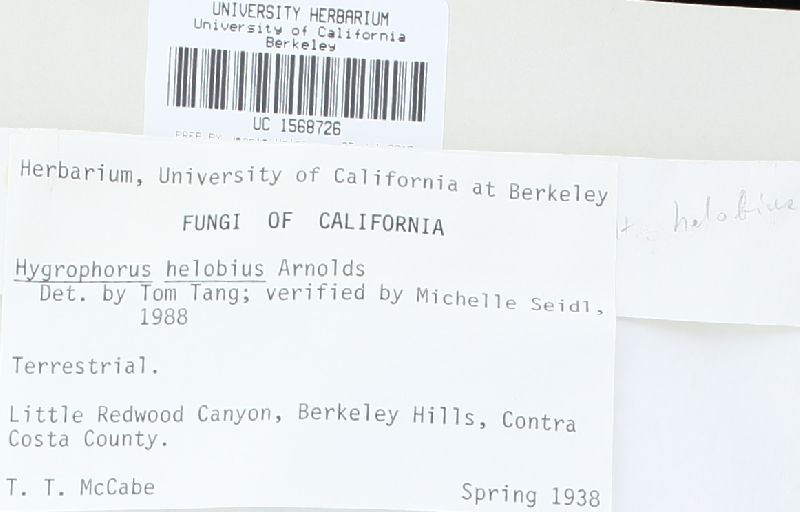 UNIVERSITY HERBARIUM
University of California
Berkeley
UC 1568726
PREP BY
Herbarium, University of California at Berkeley
FUNGI OF CALIFORNIA
helobius
Hygrophorus helobius Arnolds
Det. by Tom Tang; verified by Michelle Seidl,
1988
Terrestrial.
Little Redwood Canyon, Berkeley Hills, Contra
Costa County.
T. T. McCabe Spring 1938